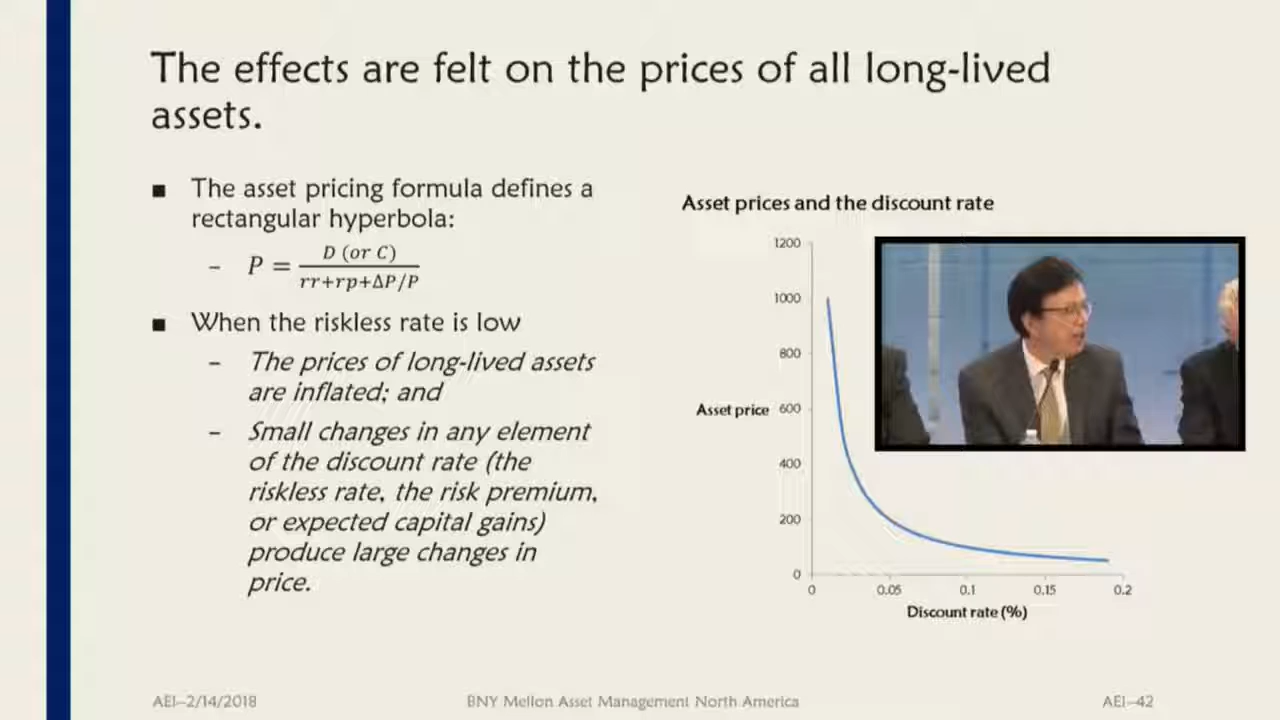 The effects are felt on the prices of all long-lived
assets.
■ The asset pricing formula defines a
rectangular hyperbola:
– P = D (or C) / rr+rp+ΔP/P
■ When the riskless rate is low
– The prices of long-lived assets
are inflated; and
– Small changes in any element
of the discount rate (the
riskless rate, the risk premium,
or expected capital gains)
produce large changes in
price.
Asset prices and the discount rate
1200
1000
800
Asset price 600
400
200
0
0 0.05 0.1 0.15 0.2
Discount rate (%)
AEI–2/14/2018 BNY Mellon Asset Management North America AEI–42